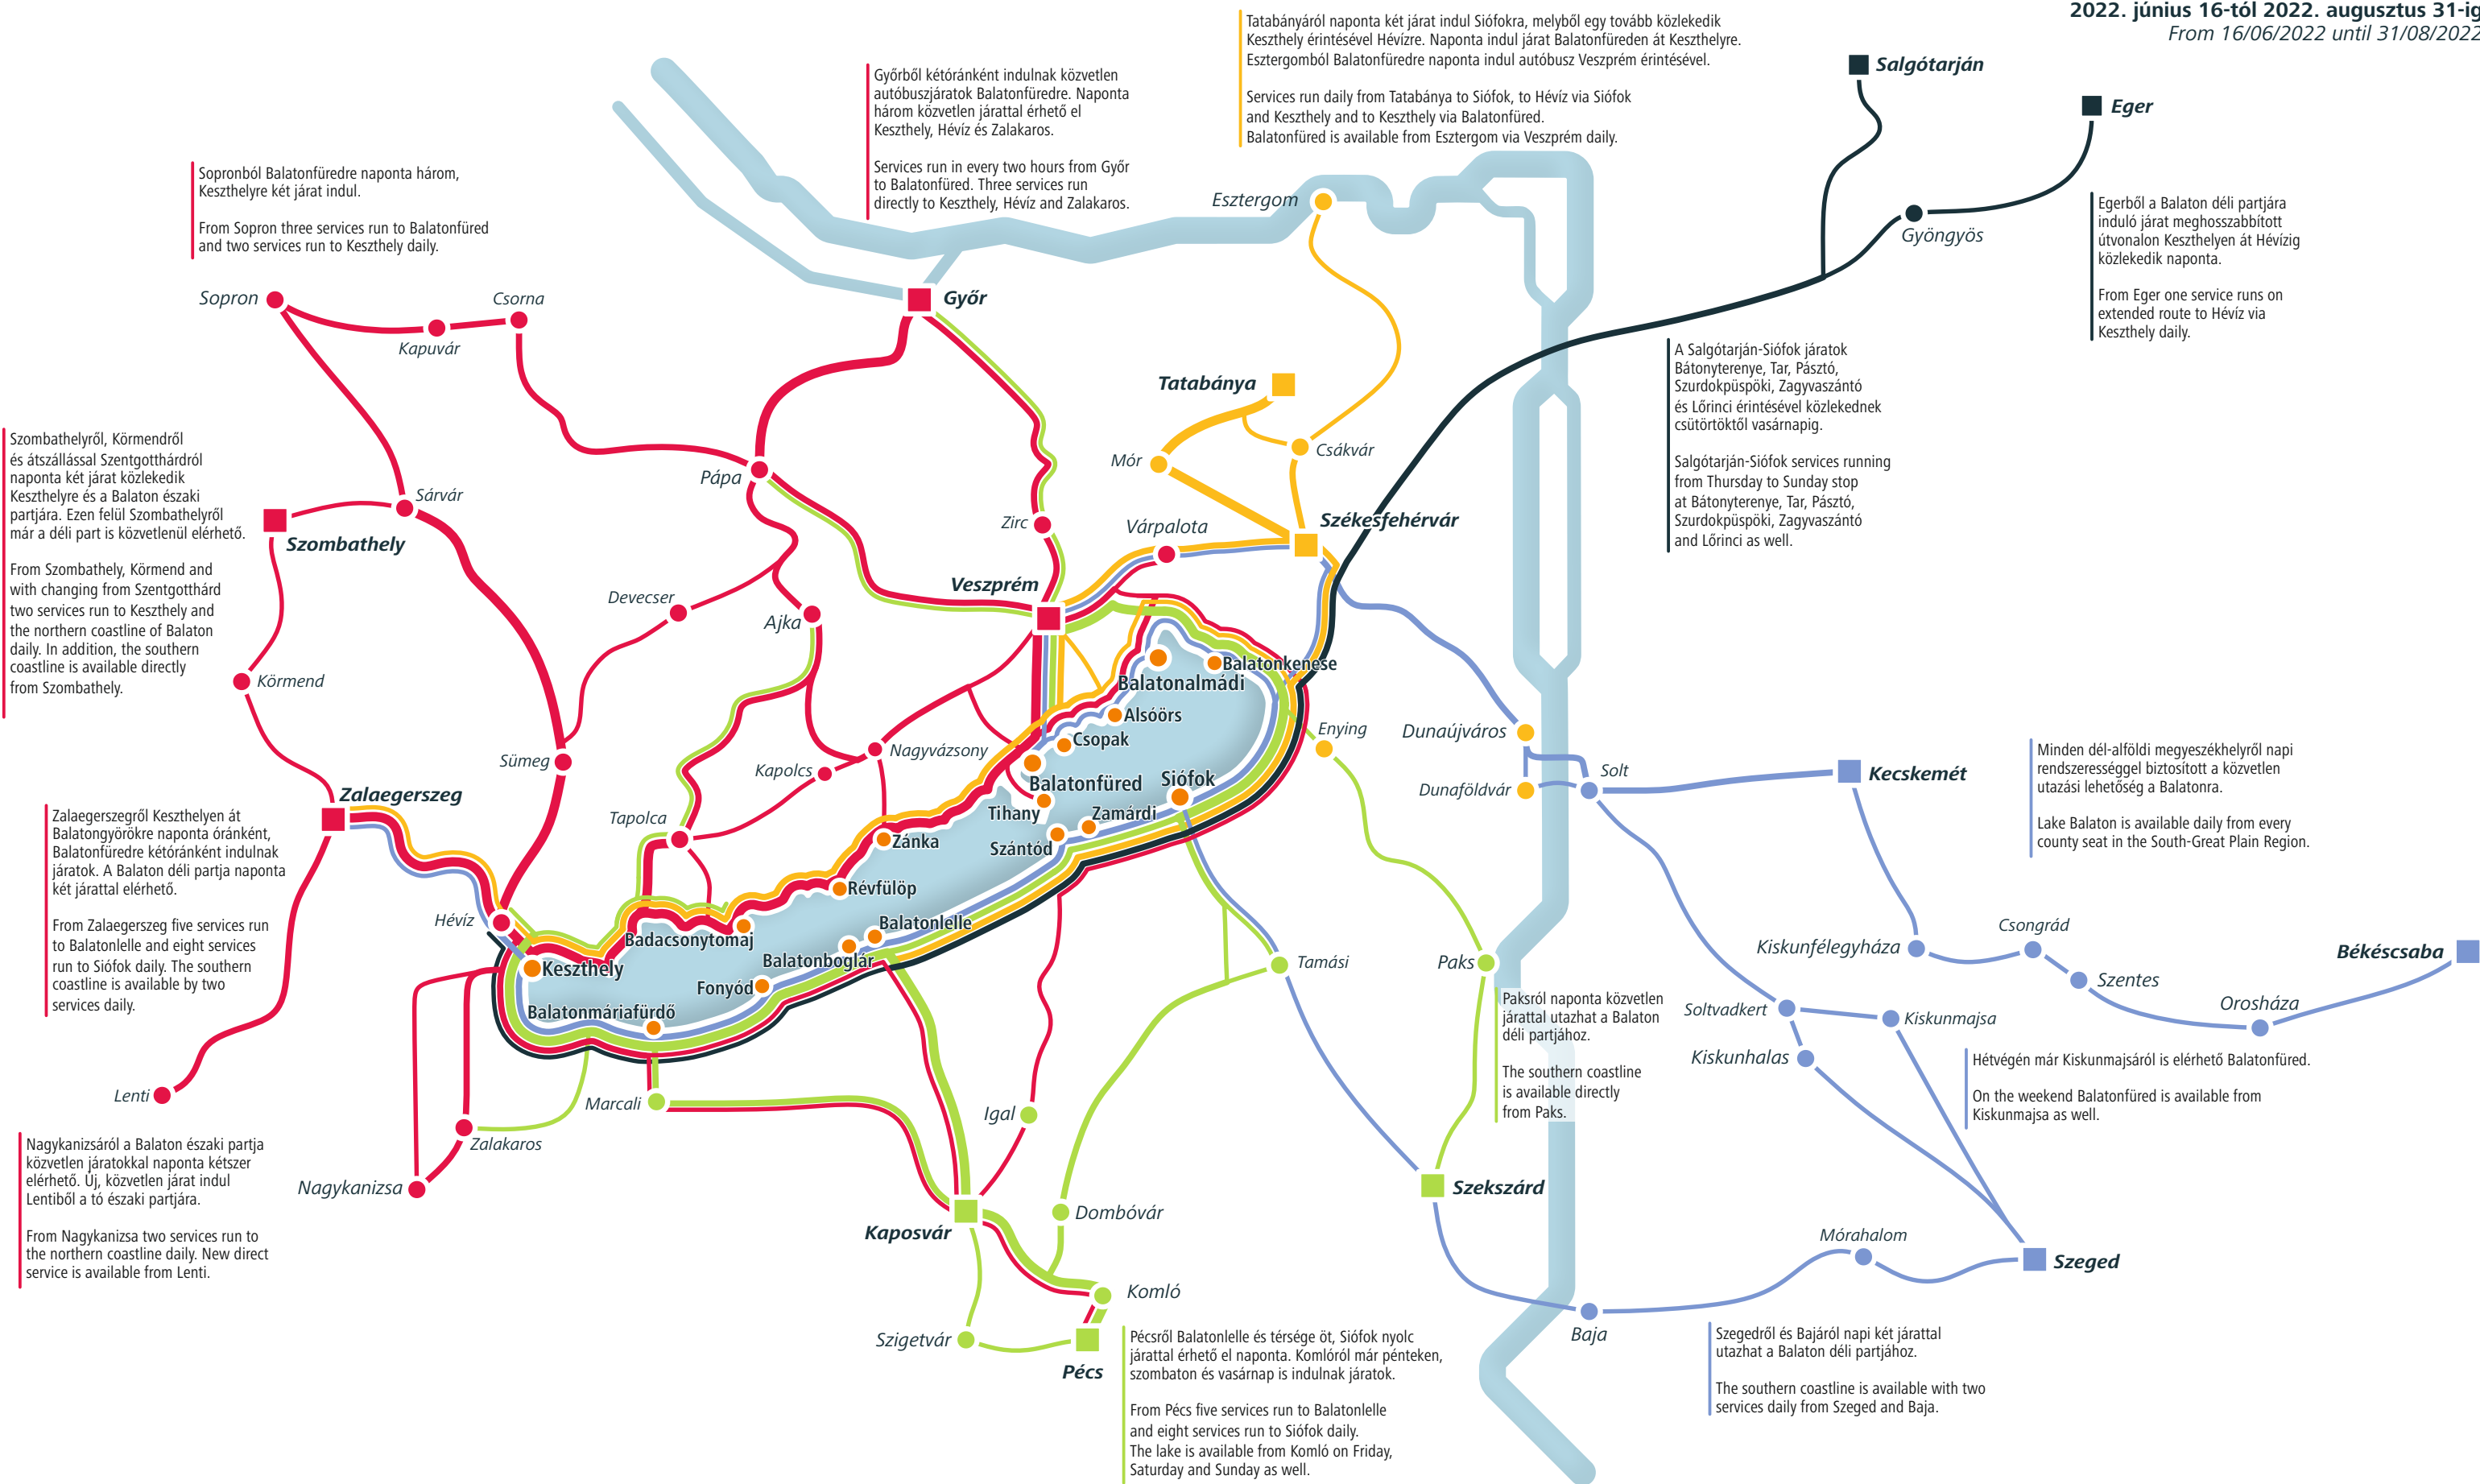 2022. június 16-tól 2022. augusztus 31-ig
From 16/06/2022 until 31/08/2022
Tatabányáról naponta két járat indul Siófokra, melyből egy tovább közlekedik
Keszthely érintésével Hévízre. Naponta indul járat Balatonfüreden át Keszthelyre.
Esztergomból Balatonfüredre naponta indul autóbusz Veszprém érintésével.
Services run daily from Tatabánya to Siófok, to Hévíz via Siófok
and Keszthely and to Keszthely via Balatonfüred.
Balatonfüred is available from Esztergom via Veszprém daily.
Győrből kétóránként indulnak közvetlen
autóbuszjáratok Balatonfüredre. Naponta
három közvetlen járattal érhető el
Keszthely, Hévíz és Zalakaros.
Services run in every two hours from Győr
to Balatonfüred. Three services run
directly to Keszthely, Hévíz and Zalakaros.
Sopronból Balatonfüredre naponta három,
Keszthelyre két járat indul.
From Sopron three services run to Balatonfüred
and two services run to Keszthely daily.
Salgótarján
Eger
Gyöngyös
Egerből a Balaton déli partjára
induló járat meghosszabbított
útvonalon Keszthelyen át Hévízig
közlekedik naponta.
From Eger one service runs on
extended route to Hévíz via
Keszthely daily.
Esztergom
Sopron
Csorna
Kapuvár
Győr
A Salgótarján-Siófok járatok
Bátonyterenye, Tar, Pásztó,
Szurdokpüspöki, Zagyvaszántó
és Lőrinci érintésével közlekednek
csütörtöktől vasárnapig.
Salgótarján-Siófok services running
from Thursday to Sunday stop
at Bátonyterenye, Tar, Pásztó,
Szurdokpüspöki, Zagyvaszántó
and Lőrinci as well.
Tatabánya
Csákvár
Mór
Pápa
Szombathelyről, Körmendről
és átszállással Szentgotthárdról
naponta két járat közlekedik
Keszthelyre és a Balaton északi
partjára. Ezen felül Szombathelyről
már a déli part is közvetlenül elérhető.
From Szombathely, Körmend and
with changing from Szentgotthárd
two services run to Keszthely and
the northern coastline of Balaton
daily. In addition, the southern
coastline is available directly
from Szombathely.
Sárvár
Szombathely
Zirc
Várpalota
Székesfehérvár
Veszprém
Devecser
Ajka
Körmend
Balatonkenese
Balatonalmádi
Alsóörs
Csopak
Balatonfüred
Siófok
Tihany
Zamárdi
Szántód
Zánka
Révfülöp
Balatonlelle
Badacsonytomaj
Balatonboglár
Keszthely
Fonyód
Balatonmáriafürdő
Enying
Dunaújváros
Dunaföldvár
Solt
Kecskemét
Minden dél-alföldi megyeszékhelyről napi
rendszerességgel biztosított a közvetlen
utazási lehetőség a Balatonra.
Lake Balaton is available daily from every
county seat in the South-Great Plain Region.
Sümeg
Nagyvázsony
Kapolcs
Tapolca
Zalaegerszeg
Zalaegerszegről Keszthelyen át
Balatongyörökre naponta óránként,
Balatonfüredre kétóránként indulnak
járatok. A Balaton déli partja naponta
két járattal elérhető.
From Zalaegerszeg five services run
to Balatonlelle and eight services
run to Siófok daily. The southern
coastline is available by two
services daily.
Hévíz
Tamási
Paks
Kiskunfélegyháza
Csongrád
Szentes
Orosháza
Békéscsaba
Soltvadkert
Kiskunmajsa
Kiskunhalas
Paksról naponta közvetlen
járattal utazhat a Balaton
déli partjához.
The southern coastline
is available directly
from Paks.
Hétvégén már Kiskunmajsáról is elérhető Balatonfüred.
On the weekend Balatonfüred is available from
Kiskunmajsa as well.
Lenti
Marcali
Igal
Zalakaros
Nagykanizsa
Nagykanizsáról a Balaton északi partja
közvetlen járatokkal naponta kétszer
elérhető. Új, közvetlen járat indul
Lentiből a tó északi partjára.
From Nagykanizsa two services run to
the northern coastline daily. New direct
service is available from Lenti.
Szekszárd
Kaposvár
Dombóvár
Mórahalom
Szeged
Komló
Szigetvár
Pécs
Baja
Pécsről Balatonlelle és térsége öt, Siófok nyolc
járattal érhető el naponta. Komlóról már pénteken,
szombaton és vasárnap is indulnak járatok.
From Pécs five services run to Balatonlelle
and eight services run to Siófok daily.
The lake is available from Komló on Friday,
Saturday and Sunday as well.
Szegedről és Bajáról napi két járattal
utazhat a Balaton déli partjához.
The southern coastline is available with two
services daily from Szeged and Baja.